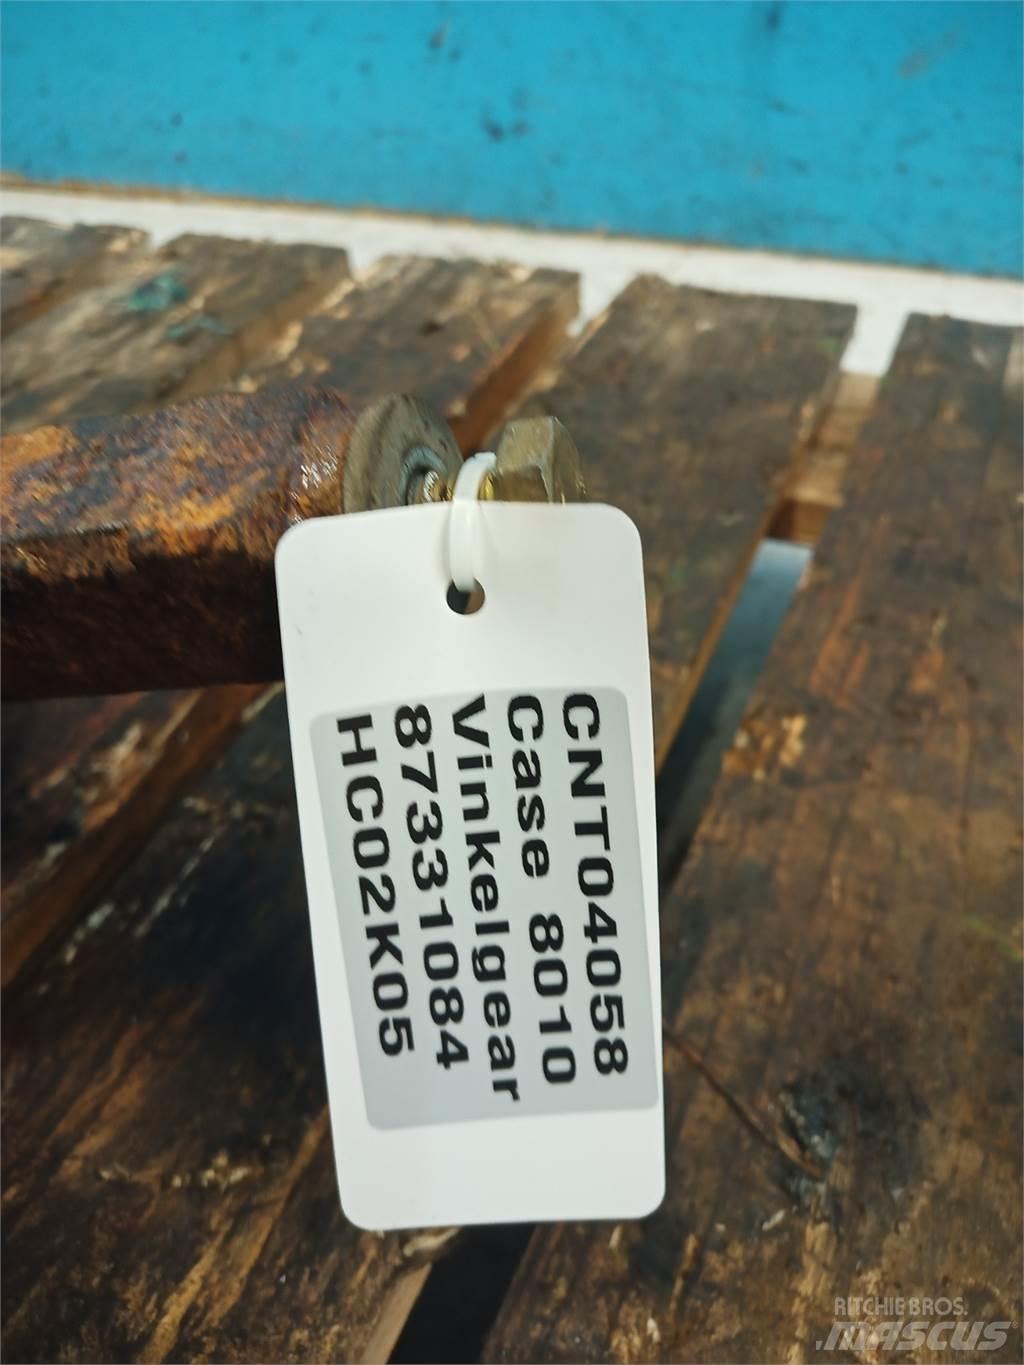 CNT04058
Case 8010
Vinkelgear
87331084
HC02K05
RITCHIE BROS.
MASCUS